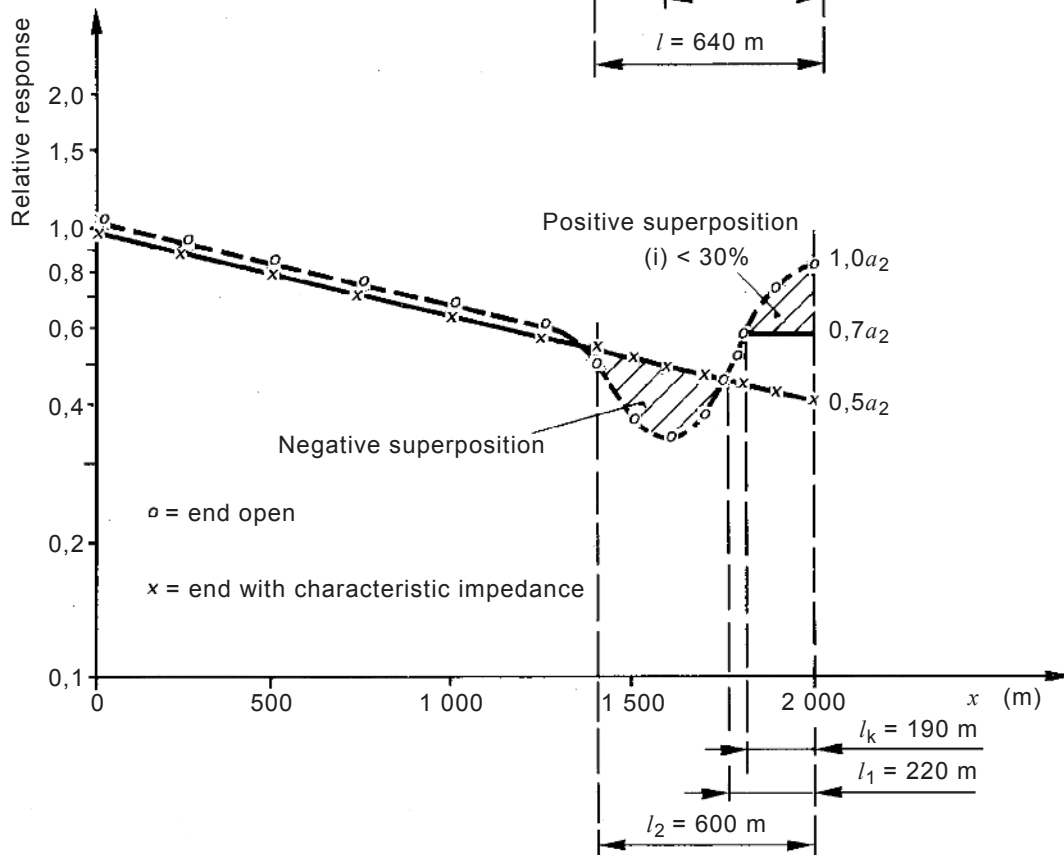 l = 640 m
Relative response
2,0
1,5
1,0
0,8
0,6
0,4
0,2
0,1
Positive superposition
(i) < 30%
1,0a2
0,7a2
0,5a2
Negative superposition
o = end open
x = end with characteristic impedance
0 500 1 000 1 500 2 000 x (m)
lk = 190 m
l1 = 220 m
l2 = 600 m